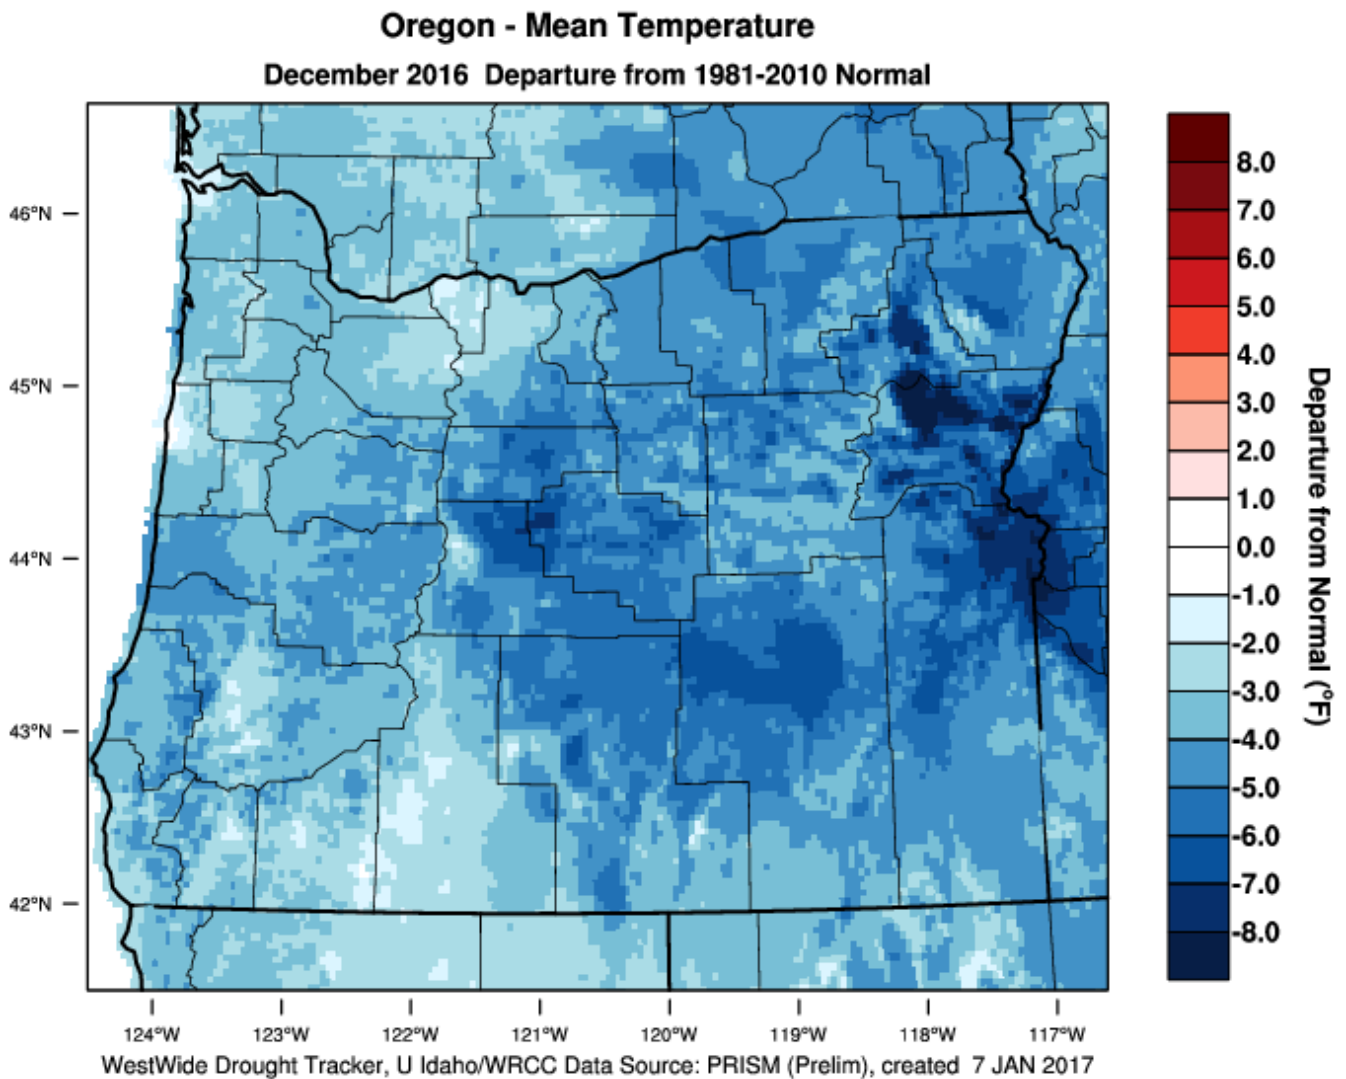 Oregon - Mean Temperature
December 2016 Departure from 1981-2010 Normal
46°N
45°N
44°N
43°N
42°N
124°W
123°W
122°W
121°W
120°W
119°W
118°W
117°W
8.0
7.0
6.0
5.0
4.0
3.0
2.0
1.0
0.0
-1.0
-2.0
-3.0
-4.0
-5.0
-6.0
-7.0
-8.0
Departure from Normal (°F)
WestWide Drought Tracker, U Idaho/WRCC Data Source: PRISM (Prelim), created 7 JAN 2017